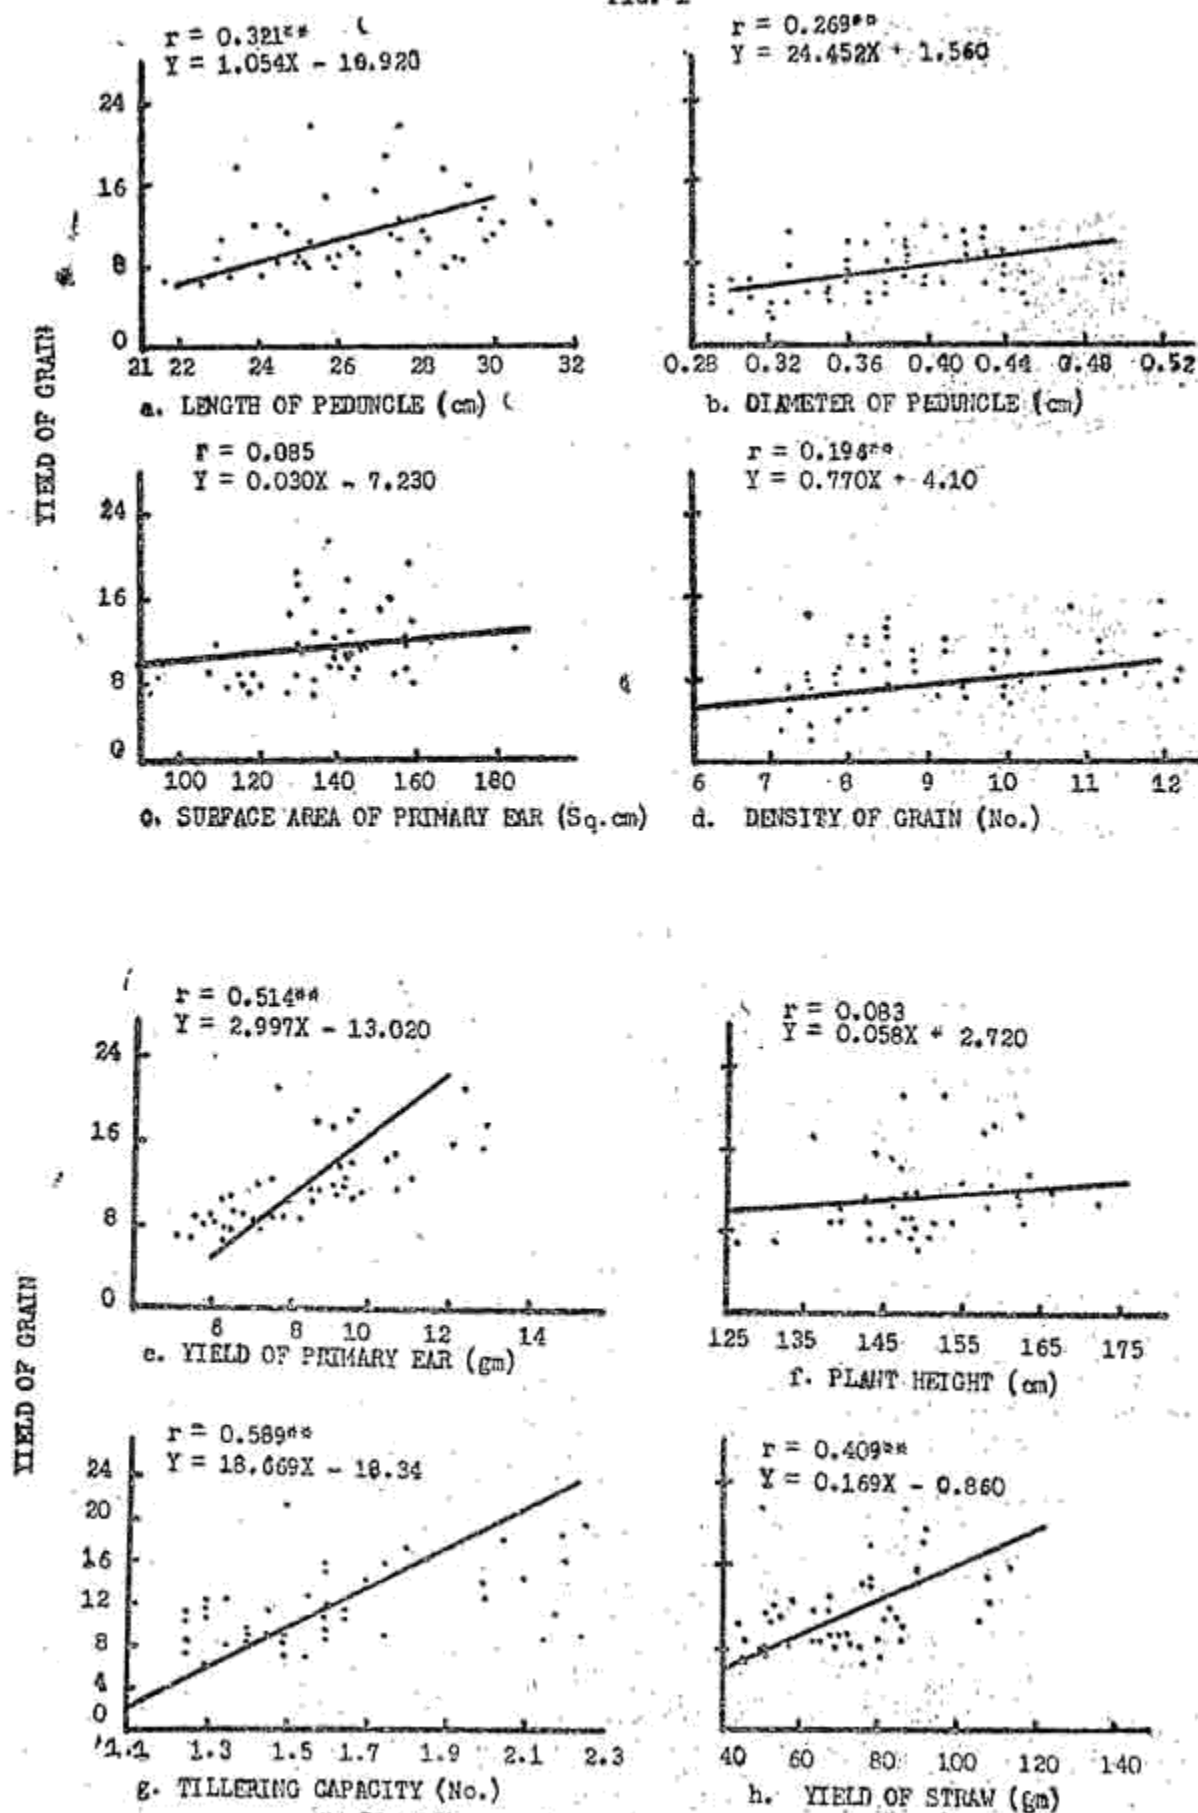 r = 0.321**
Y = 1.054X - 16.920
24
16
8
0
21 22 24 26 28 30 32
a. LENGTH OF PEDUNCLE (cm)
r = 0.269**
Y = 24.452X + 1.560
0.28 0.32 0.36 0.40 0.44 0.48 0.52
b. DIAMETER OF PEDUNCLE (cm)
YIELD OF GRAIN
r = 0.085
Y = 0.030X - 7.230
24
16
8
0
100 120 140 160 180
c. SURFACE AREA OF PRIMARY EAR (Sq.cm)
Y = 0.770X + 4.10
6 7 8 9 10 11 12
d. DENSITY OF GRAIN (No.)
r = 0.514**
Y = 2.997X - 13.020
24
16
8
0
6 8 10 12 14
e. YIELD OF PRIMARY EAR (gm)
r = 0.083
Y = 0.058X + 2.720
125 135 145 155 165 175
f. PLANT HEIGHT (cm)
YIELD OF GRAIN
r = 0.589**
Y = 18.669X - 18.34
24
20
16
12
8
4
0
1.1 1.3 1.5 1.7 1.9 2.1 2.3
g. TILLERING CAPACITY (No.)
r = 0.409**
Y = 0.169X - 0.860
40 60 80 100 120 140
h. YIELD OF STRAW (gm)